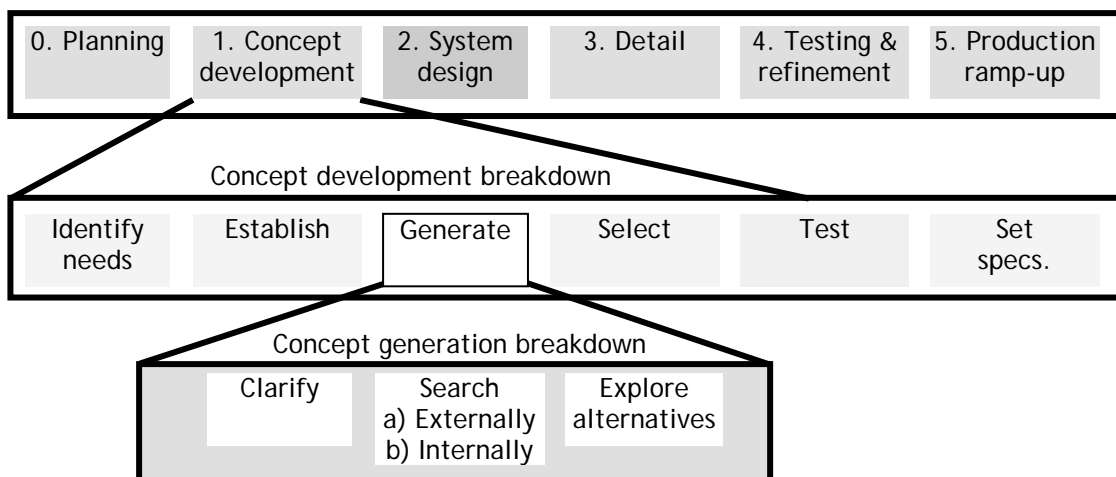 0. Planning
1. Concept
development
2. System
design
3. Detail
4. Testing &
refinement
5. Production
ramp-up
Concept development breakdown
Identify
needs
Establish
Generate
Select
Test
Set
specs.
Concept generation breakdown
Clarify
Search
a) Externally
b) Internally
Explore
alternatives